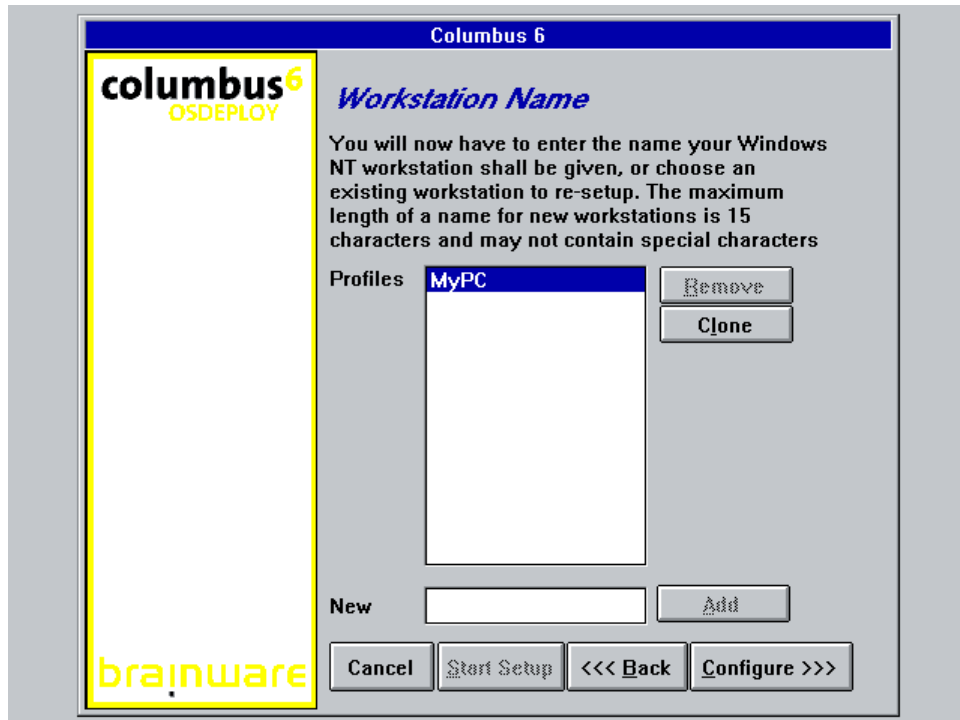 Columbus 6
columbus6
OSDEPLOY
Workstation Name
You will now have to enter the name your Windows
NT workstation shall be given, or choose an
existing workstation to re-setup. The maximum
length of a name for new workstations is 15
characters and may not contain special characters
Profiles
MyPC
Remove
Clone
New
Add
Cancel
Start Setup
<<< Back
Configure >>>
brainware